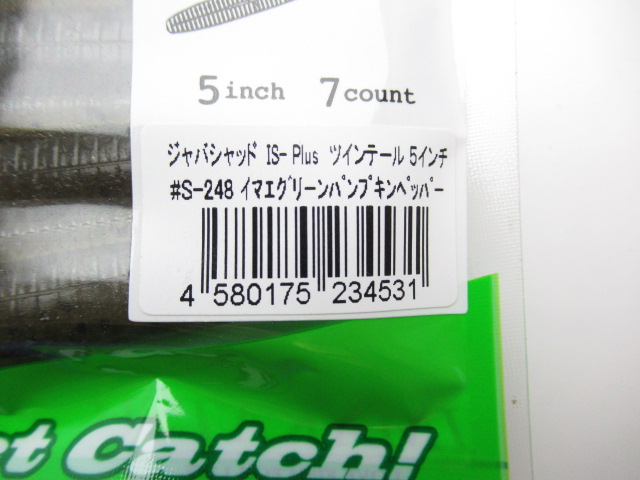 5inch 7count
ジャバシャッド IS-Plus ツインテール 5インチ
#S-248 イマエグリーンパンプキンペッパー
4 580175 234531
Catch!